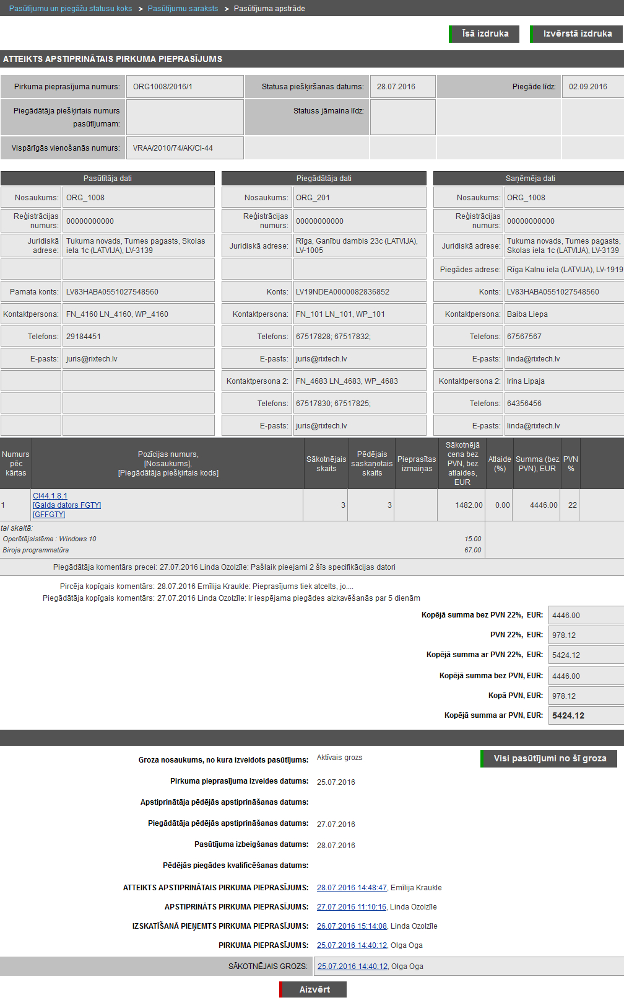 Pasūtījumu un piegāžu statusu koks > Pasūtījumu saraksts > Pasūtījuma apstrāde
Īsā izdruka Izvērstā izdruka
ATTEIKTS APSTIPRINĀTAIS PIRKUMA PIEPRASĪJUMS
Pirkuma pieprasījuma numurs: ORG1008/2016/1 Statusa piešķiršanas datums: 28.07.2016 Piegāde līdz: 02.09.2016
Piegādātāja piešķirtais numurs pasūtījumam: Statuss jāmaina līdz:
Vispārīgās vienošanās numurs: VRAA/2010/74/AK/CI-44
Pasūtītāja dati
Nosaukums: ORG_1008
Reģistrācijas numurs: 00000000000
Juridiskā adrese: Tukuma novads, Tumes pagasts, Skolas iela 1c (LATVIJA), LV-3139
Pamata konts: LV83HABA0551027548560
Kontaktpersona: FN_4160 LN_4160, WP_4160
Telefons: 29184451
E-pasts: juris@rixtech.lv
Piegādātāja dati
Nosaukums: ORG_201
Reģistrācijas numurs: 00000000000
Juridiskā adrese: Rīga, Ganību dambis 23c (LATVIJA), LV-1005
Konts: LV19NDEA0000082836852
Kontaktpersona: FN_101 LN_101, WP_101
Telefons: 67517828; 67517832;
E-pasts: juris@rixtech.lv
Kontaktpersona 2: FN_4683 LN_4683, WP_4683
Telefons: 67517830; 67517825;
E-pasts: juris@rixtech.lv
Saņēmēja dati
Nosaukums: ORG_1008
Reģistrācijas numurs: 00000000000
Juridiskā adrese: Tukuma novads, Tumes pagasts, Skolas iela 1c (LATVIJA), LV-3139
Piegādes adrese: Rīga Kalnu iela (LATVIJA), LV-1919
Konts: LV83HABA0551027548560
Kontaktpersona: Baiba Liepa
Telefons: 67567567
E-pasts: linda@rixtech.lv
Kontaktpersona 2: Irina Lipaja
Telefons: 64356456
E-pasts: linda@rixtech.lv
Numurs pēc kārtas Pozīcijas numurs, [Nosaukums], [Piegādātāja piešķirtais kods] Sākotnējais skaits Pēdējais saskaņotais skaits Pieprasītas izmaiņas Sākotnējā cena bez PVN, bez atlaides, EUR Atlaide (%) Summa (bez PVN), EUR PVN %
1 CI44.1.8.1 [Galda dators FGTY] [GFFGTY] 3 3 1482.00 0.00 4446.00 22
tai skaitā:
Operētājsistēma : Windows 10 15.00
Biroja programmatūra 67.00
Piegādātāja komentārs precei: 27.07.2016 Linda Ozolzīle: Pašlaik pieejami 2 šīs specifikācijas datori
Pircēja kopīgais komentārs: 28.07.2016 Emīlija Kraukle: Pieprasījums tiek atcelts, jo....
Piegādātāja kopīgais komentārs: 27.07.2016 Linda Ozolzīle: Ir iespējama piegādes aizkavēšanās par 5 dienām
Kopējā summa bez PVN 22%, EUR: 4446.00
PVN 22%, EUR: 978.12
Kopējā summa ar PVN 22%, EUR: 5424.12
Kopējā summa bez PVN, EUR: 4446.00
Kopā PVN, EUR: 978.12
Kopējā summa ar PVN, EUR: 5424.12
Groza nosaukums, no kura izveidots pasūtījums: Aktīvais grozs Visi pasūtījumi no šī groza
Pirkuma pieprasījuma izveides datums: 25.07.2016
Apstiprinātāja pēdējās apstiprināšanas datums:
Piegādātāja pēdējās apstiprināšanas datums: 27.07.2016
Pasūtījuma izbeigšanas datums: 28.07.2016
Pēdējās piegādes kvalificēšanas datums:
ATTEIKTS APSTIPRINĀTAIS PIRKUMA PIEPRASĪJUMS: 28.07.2016 14:48:47, Emīlija Kraukle
APSTIPRINĀTS PIRKUMA PIEPRASĪJUMS: 27.07.2016 11:10:16, Linda Ozolzīle
IZSKATĪŠANĀ PIEŅEMTS PIRKUMA PIEPRASĪJUMS: 26.07.2016 15:14:08, Linda Ozolzīle
PIRKUMA PIEPRASĪJUMS: 25.07.2016 14:40:12, Olga Oga
SĀKOTNĒJAIS GROZS: 25.07.2016 14:40:12, Olga Oga
Aizvērt